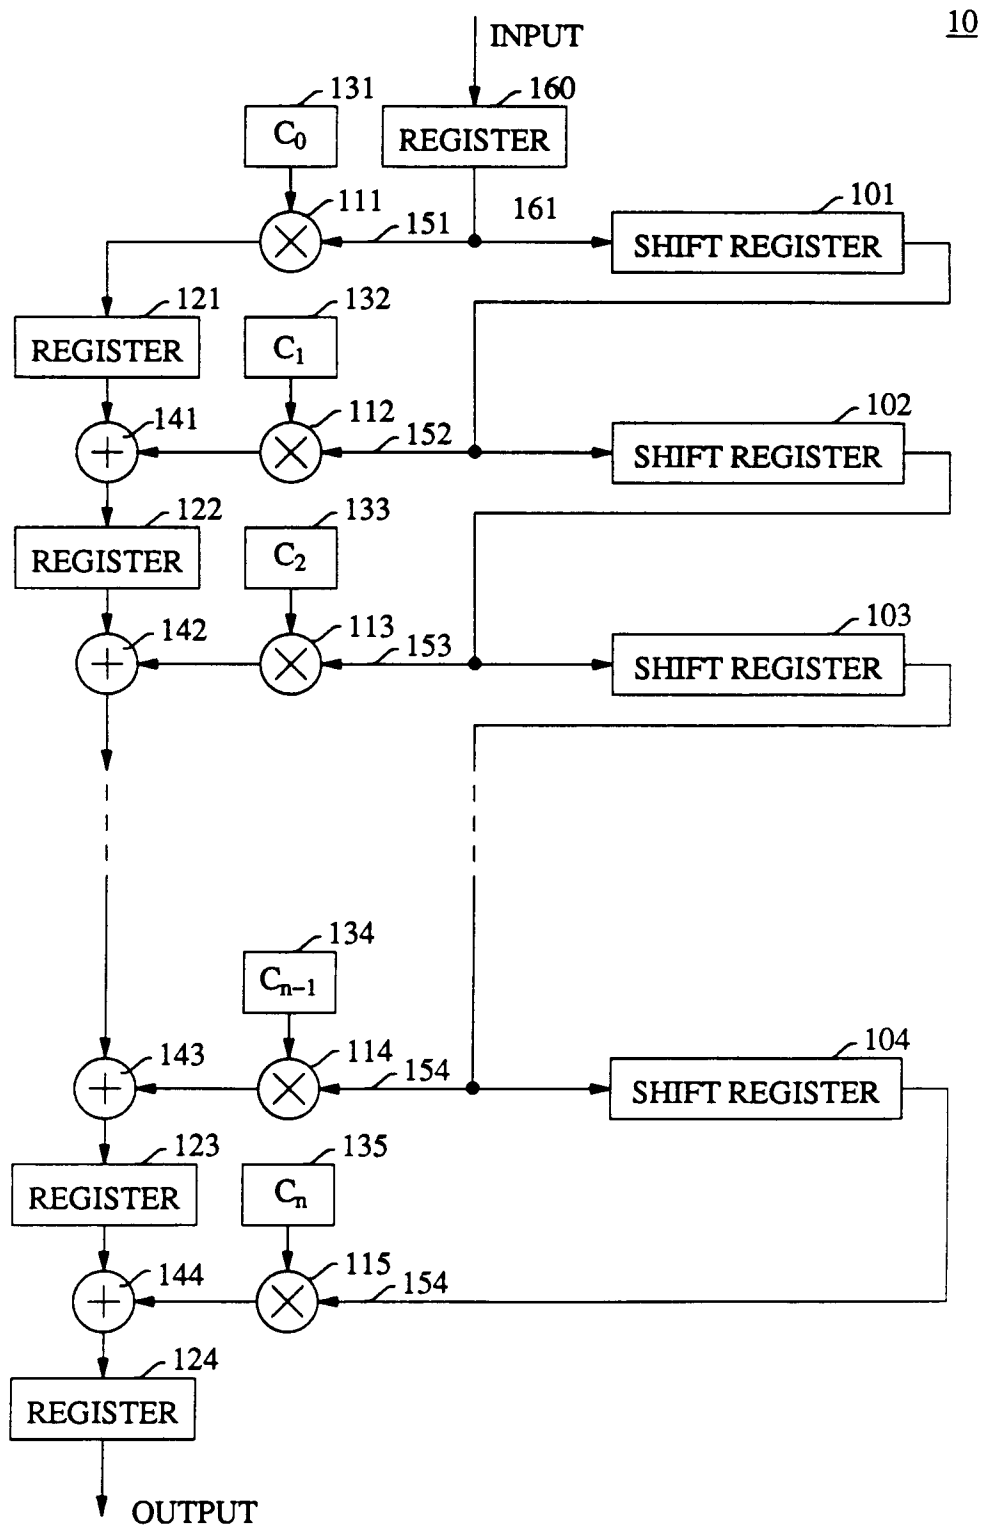 10
INPUT
131
160
C₀
REGISTER
111
151
161
101
SHIFT REGISTER
121
132
REGISTER
C₁
141
112
152
102
SHIFT REGISTER
122
133
REGISTER
C₂
142
113
153
103
SHIFT REGISTER
134
Cₙ₋₁
143
114
154
104
SHIFT REGISTER
123
135
REGISTER
Cₙ
144
115
154
124
REGISTER
OUTPUT